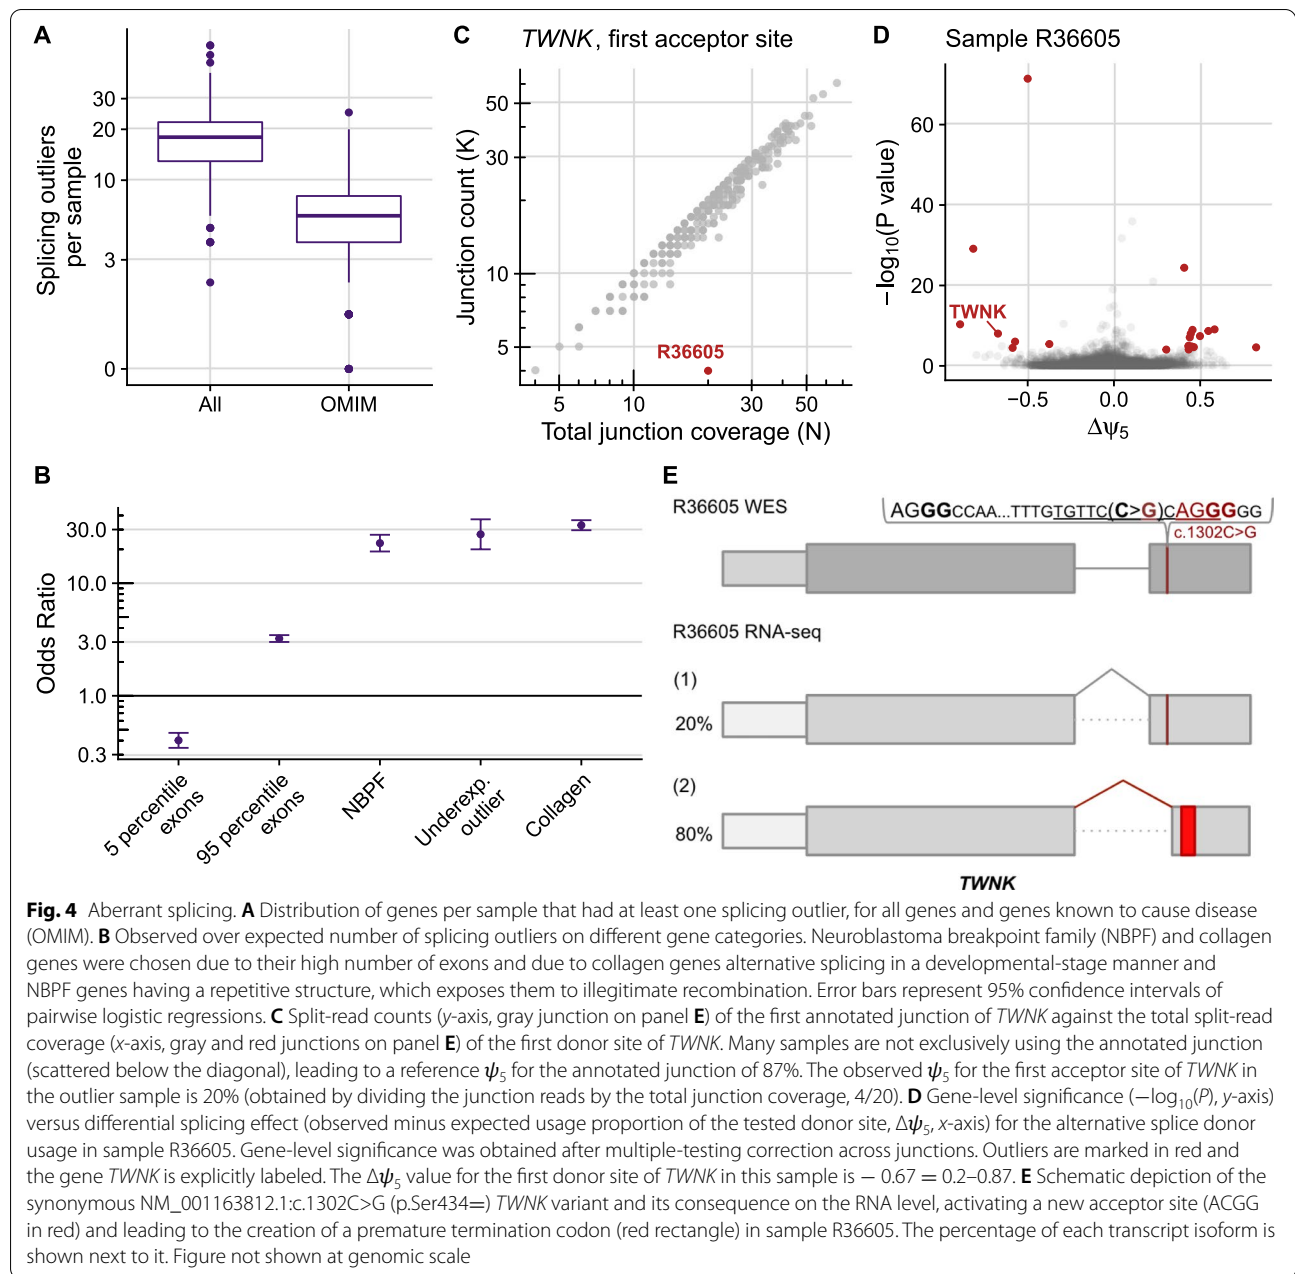 A
30
20
10
3
0
Splicing outliers
per sample
All
OMIM
C
TWNK, first acceptor site
50
30
10
5
Junction count (K)
R36605
5
10
30
50
Total junction coverage (N)
D
Sample R36605
60
40
20
0
−log10(P value)
TWNK
−0.5
0.0
0.5
Δψ5
B
30.0
10.0
3.0
1.0
0.3
Odds Ratio
5 percentile
exons
95 percentile
exons
NBPF
Underexp.
outlier
Collagen
E
R36605 WES
AGGGCCAA...TTTGTGTTC(C>G)CAGGGGG
c.1302C>G
R36605 RNA-seq
(1)
20%
(2)
80%
TWNK
Fig. 4 Aberrant splicing. A Distribution of genes per sample that had at least one splicing outlier, for all genes and genes known to cause disease
(OMIM). B Observed over expected number of splicing outliers on different gene categories. Neuroblastoma breakpoint family (NBPF) and collagen
genes were chosen due to their high number of exons and due to collagen genes alternative splicing in a developmental-stage manner and
NBPF genes having a repetitive structure, which exposes them to illegitimate recombination. Error bars represent 95% confidence intervals of
pairwise logistic regressions. C Split-read counts (y-axis, gray junction on panel E) of the first annotated junction of TWNK against the total split-read
coverage (x-axis, gray and red junctions on panel E) of the first donor site of TWNK. Many samples are not exclusively using the annotated junction
(scattered below the diagonal), leading to a reference ψ5 for the annotated junction of 87%. The observed ψ5 for the first acceptor site of TWNK in
the outlier sample is 20% (obtained by dividing the junction reads by the total junction coverage, 4/20). D Gene-level significance (−log10(P), y-axis)
versus differential splicing effect (observed minus expected usage proportion of the tested donor site, Δψ5, x-axis) for the alternative splice donor
usage in sample R36605. Gene-level significance was obtained after multiple-testing correction across junctions. Outliers are marked in red and
the gene TWNK is explicitly labeled. The Δψ5 value for the first donor site of TWNK in this sample is − 0.67 = 0.2–0.87. E Schematic depiction of the
synonymous NM_001163812.1:c.1302C>G (p.Ser434=) TWNK variant and its consequence on the RNA level, activating a new acceptor site (ACGG
in red) and leading to the creation of a premature termination codon (red rectangle) in sample R36605. The percentage of each transcript isoform is
shown next to it. Figure not shown at genomic scale